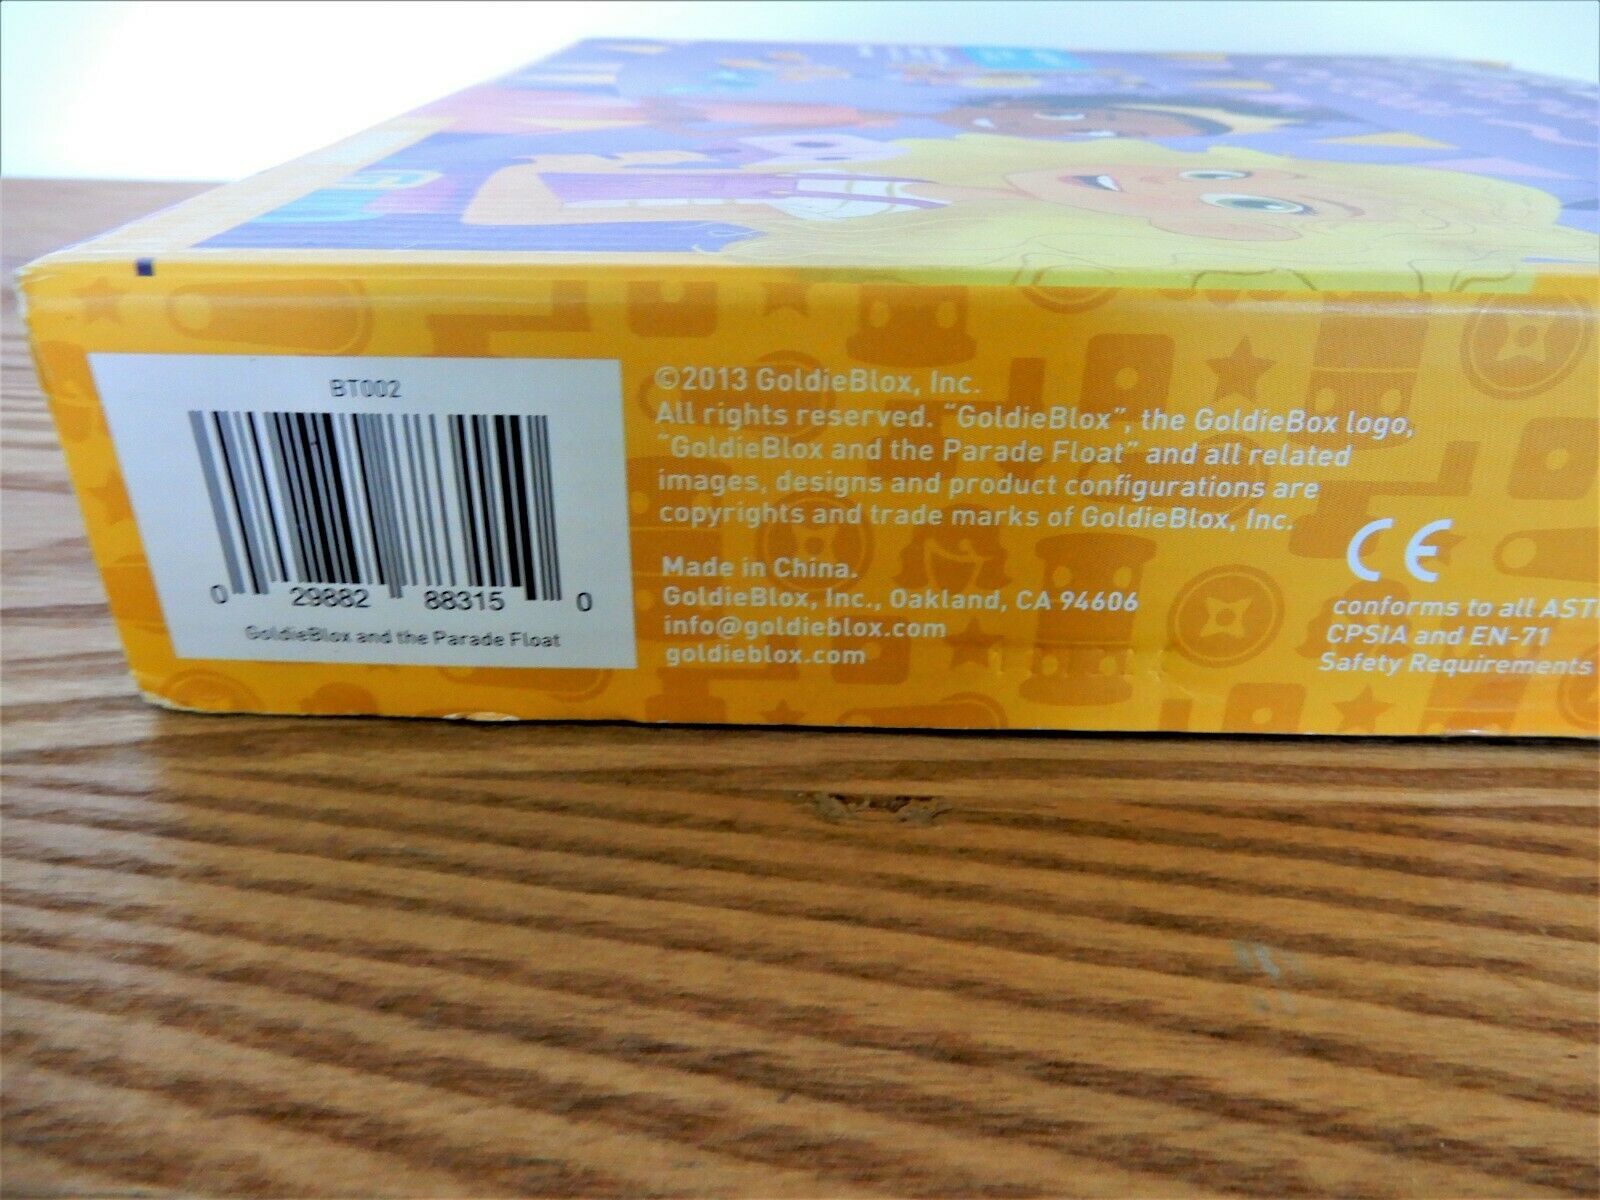 BT002
0 29882 88315 0
GoldieBlox and the Parade Float
©2013 GoldieBlox, Inc.
All rights reserved. "GoldieBlox", the GoldieBox logo,
"GoldieBlox and the Parade Float" and all related
images, designs and product configurations are
copyrights and trade marks of GoldieBlox, Inc.
Made in China.
GoldieBlox, Inc., Oakland, CA 94606
info@goldieblox.com
goldieblox.com
CE
conforms to all
CPSIA and EN-71
Safety Requirements